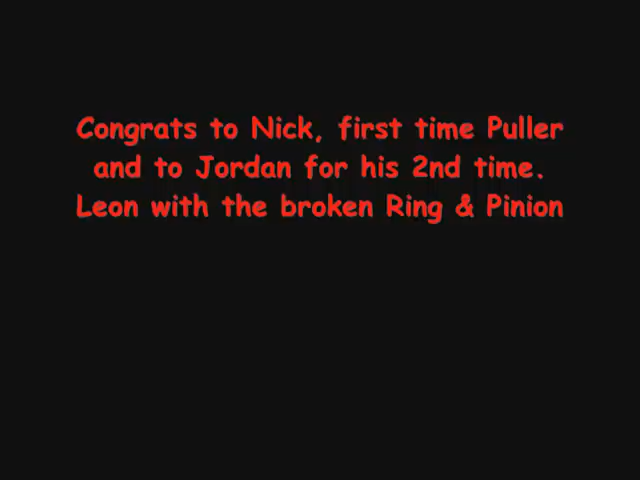 Congrats to Nick, first time Puller
and to Jordan for his 2nd time.
Leon with the broken Ring & Pinion